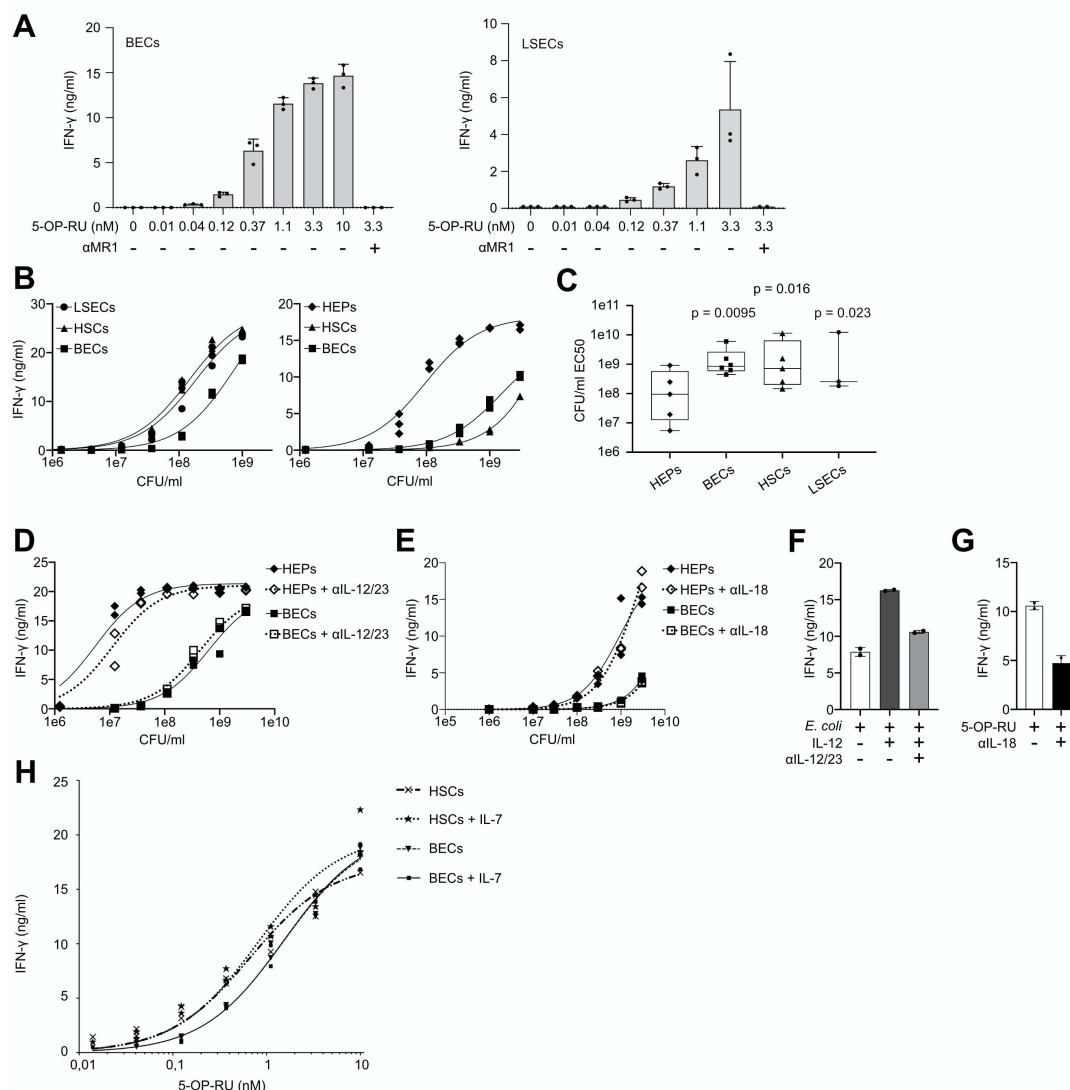 A
BECs
IFN-γ (ng/ml)
20
15
10
5
0
5-OP-RU (nM) 0 0.01 0.04 0.12 0.37 1.1 3.3 10 3.3
αMR1 - - - - - - - - +
LSECs
IFN-γ (ng/ml)
10
8
6
4
2
0
5-OP-RU (nM) 0 0.01 0.04 0.12 0.37 1.1 3.3 3.3
αMR1 - - - - - - - +
B
IFN-γ (ng/ml)
30
20
10
0
LSECs
HSCs
BECs
1e6 1e7 1e8 1e9
CFU/ml
20
15
10
5
0
HEPs
HSCs
BECs
1e6 1e7 1e8 1e9
CFU/ml
C
p = 0.016
p = 0.0095 p = 0.023
CFU/ml EC50
1e11
1e10
1e9
1e8
1e7
1e6
HEPs BECs HSCs LSECs
D
IFN-γ (ng/ml)
25
20
15
10
5
0
HEPs
HEPs + αIL-12/23
BECs
BECs + αIL-12/23
1e6 1e7 1e8 1e9 1e10
CFU/ml
E
IFN-γ (ng/ml)
20
15
10
5
0
HEPs
HEPs + αIL-18
BECs
BECs + αIL-18
1e5 1e6 1e7 1e8 1e9 1e10
CFU/ml
F
IFN-γ (ng/ml)
20
15
10
5
0
E. coli + + +
IL-12 - + +
αIL-12/23 - - +
G
IFN-γ (ng/ml)
15
10
5
0
5-OP-RU + +
αIL-18 - +
H
IFN-γ (ng/ml)
25
20
15
10
5
0
HSCs
HSCs + IL-7
BECs
BECs + IL-7
0,01 0,1 1 10
5-OP-RU (nM)